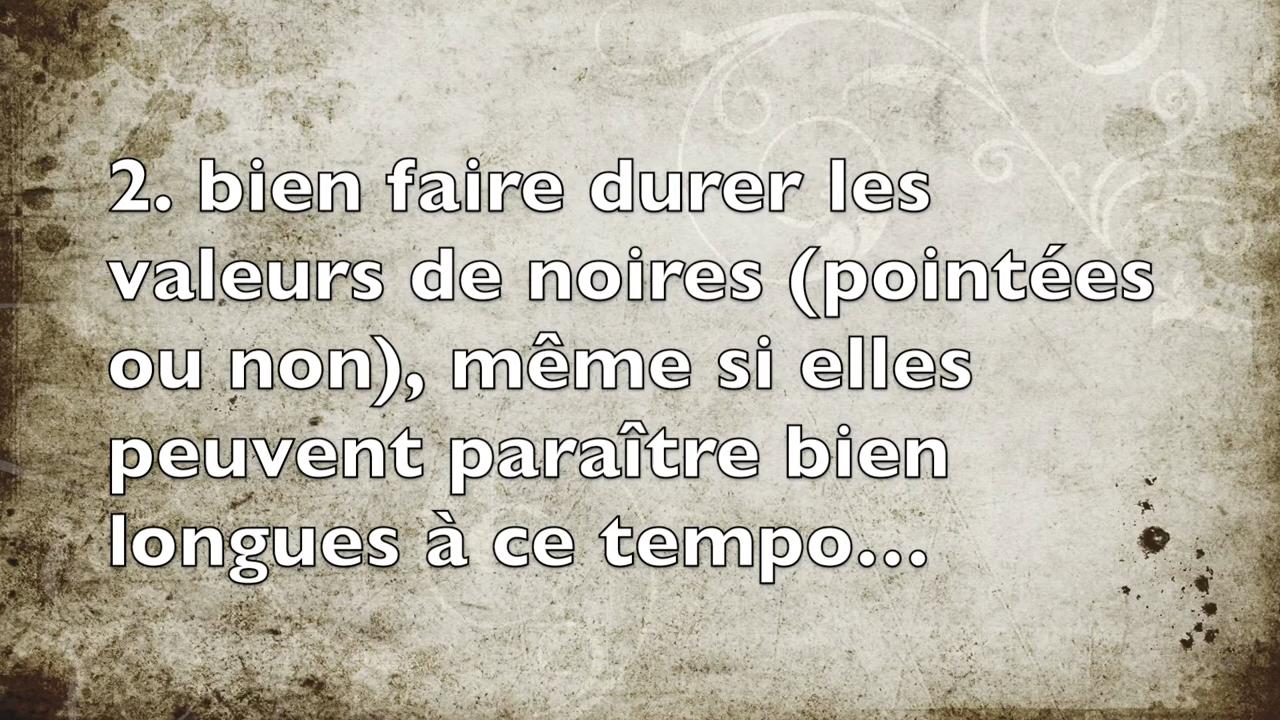 2. bien faire durer les
valeurs de noires (pointées
ou non), même si elles
peuvent paraître bien
longues à ce tempo...